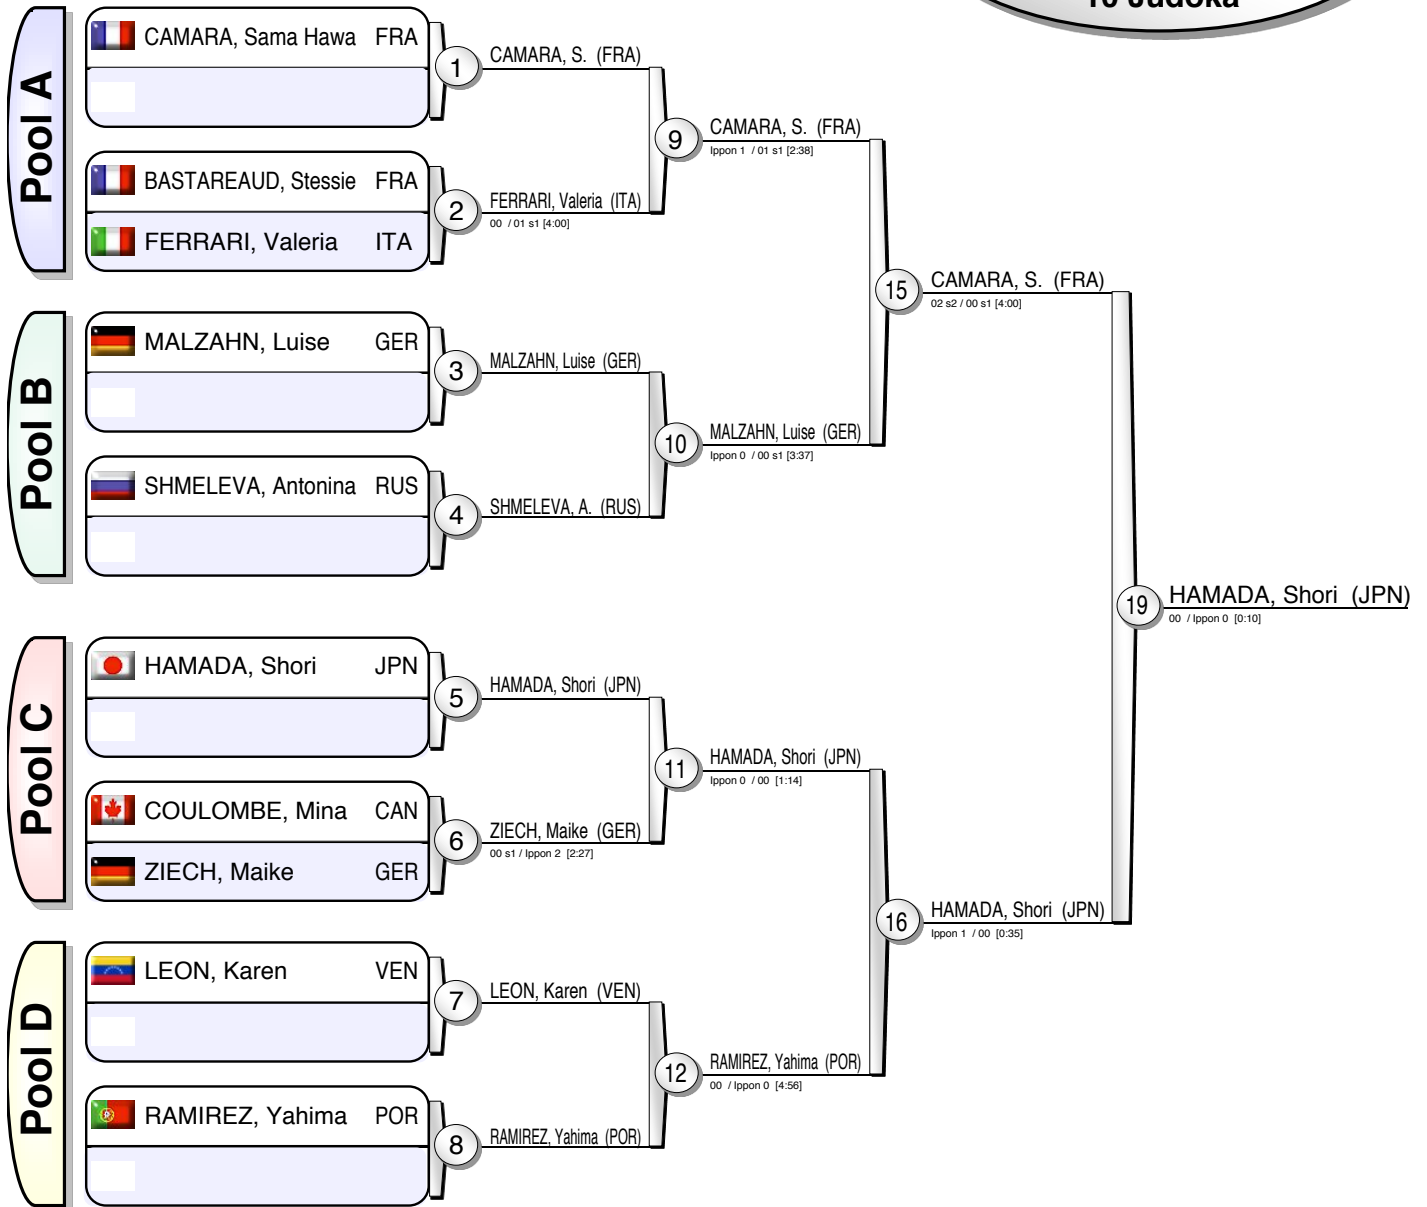 10 Judoka
Pool A
CAMARA, Sama Hawa FRA
1
CAMARA, S. (FRA)
BASTAREAUD, Stessie FRA
FERRARI, Valeria ITA
2
FERRARI, Valeria (ITA)
00 / 01 s1 [4:00]
9
CAMARA, S. (FRA)
Ippon 1 / 01 s1 [2:38]
Pool B
MALZAHN, Luise GER
3
MALZAHN, Luise (GER)
SHMELEVA, Antonina RUS
4
SHMELEVA, A. (RUS)
10
MALZAHN, Luise (GER)
Ippon 0 / 00 s1 [3:37]
15
CAMARA, S. (FRA)
02 s2 / 00 s1 [4:00]
Pool C
HAMADA, Shori JPN
5
HAMADA, Shori (JPN)
COULOMBE, Mina CAN
ZIECH, Maike GER
6
ZIECH, Maike (GER)
00 s1 / Ippon 2 [2:27]
11
HAMADA, Shori (JPN)
Ippon 0 / 00 [1:14]
Pool D
LEON, Karen VEN
7
LEON, Karen (VEN)
RAMIREZ, Yahima POR
8
RAMIREZ, Yahima (POR)
12
RAMIREZ, Yahima (POR)
00 / Ippon 0 [4:56]
16
HAMADA, Shori (JPN)
Ippon 1 / 00 [0:35]
19
HAMADA, Shori (JPN)
00 / Ippon 0 [0:10]